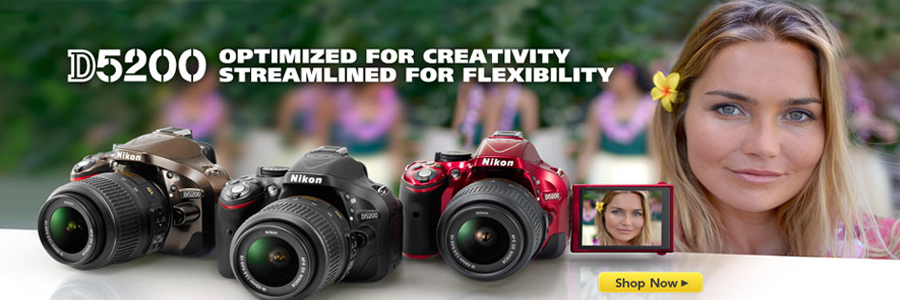 D5200
OPTIMIZED FOR CREATIVITY
STREAMLINED FOR FLEXIBILITY
Nikon
D5200
Nikon
D5200
Nikon
D5200
Shop Now